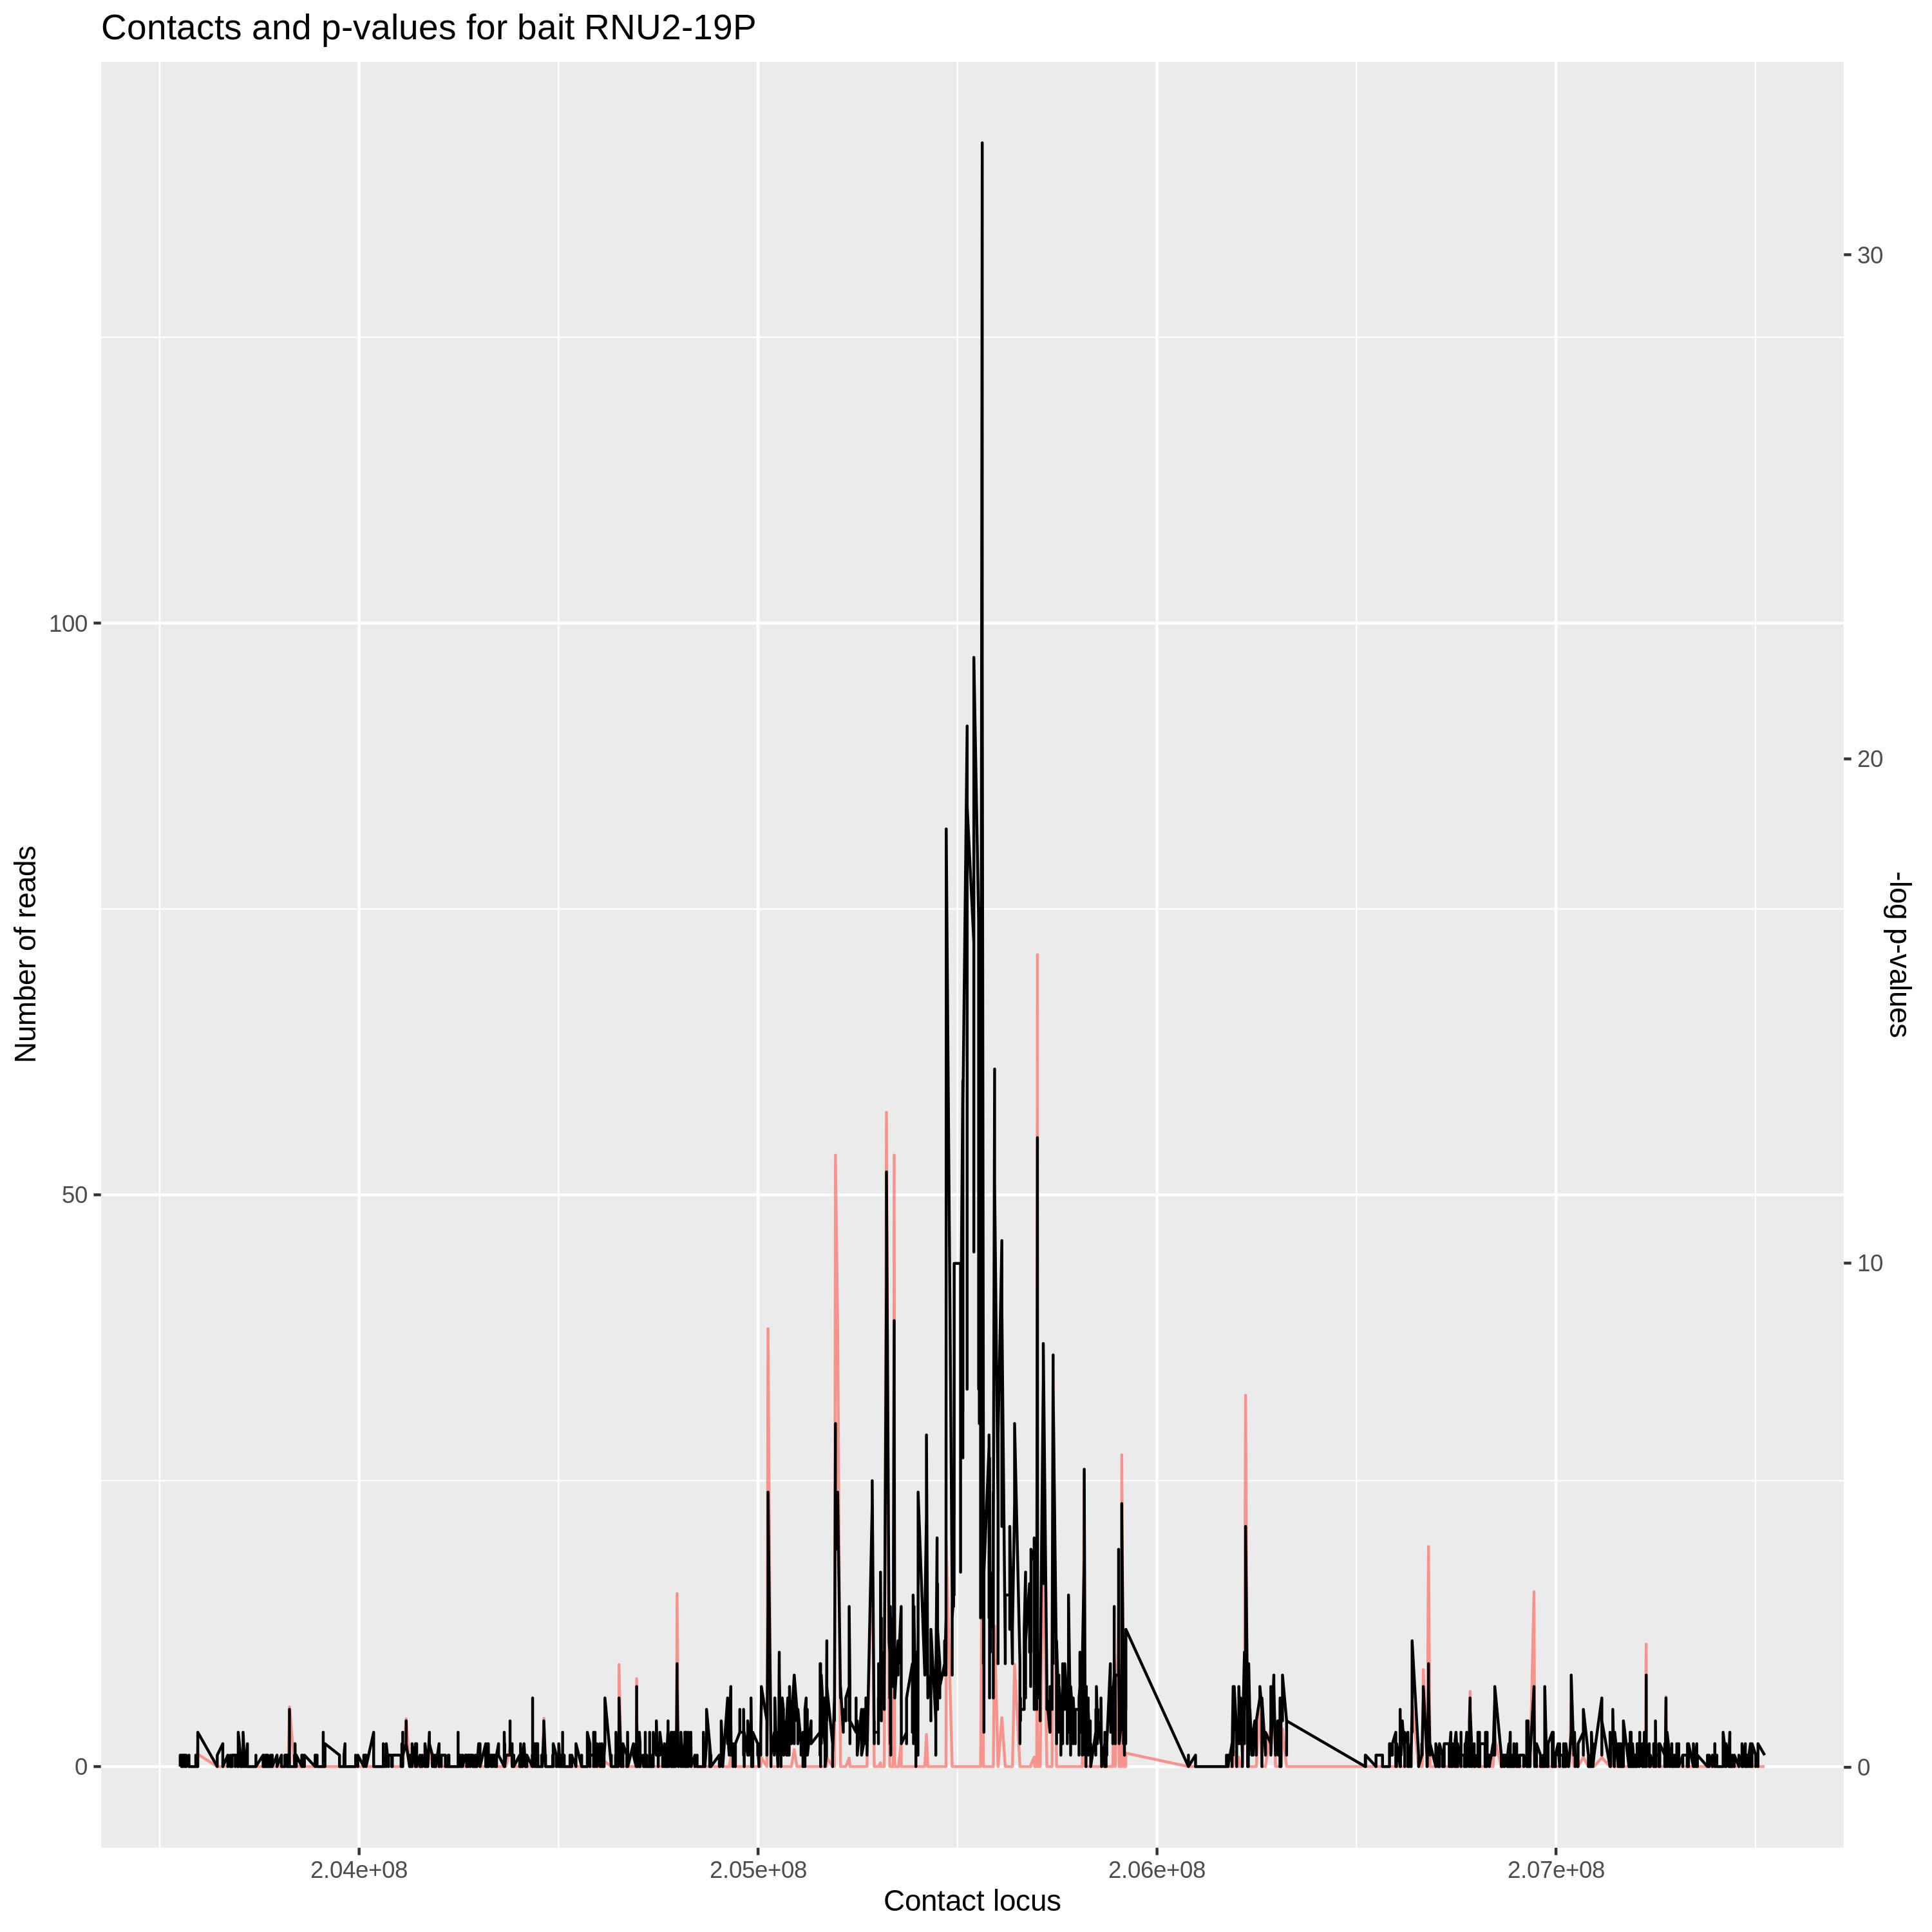 Contacts and p-values for bait RNU2-19P
30
100
20
Number of reads
-log p-values
50
10
0
0
2.04e+08
2.05e+08
2.06e+08
2.07e+08
Contact locus